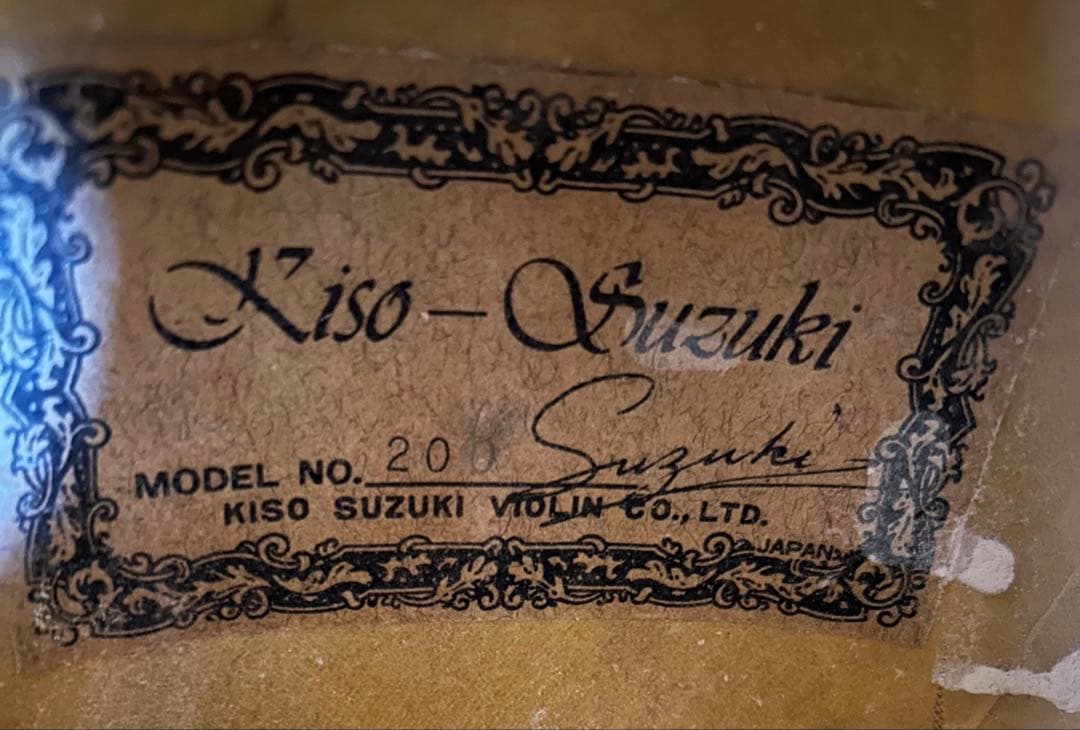 Kiso–Suzuki
Suzuki
MODEL NO. 20
KISO SUZUKI VIOLIN CO., LTD.
JAPAN